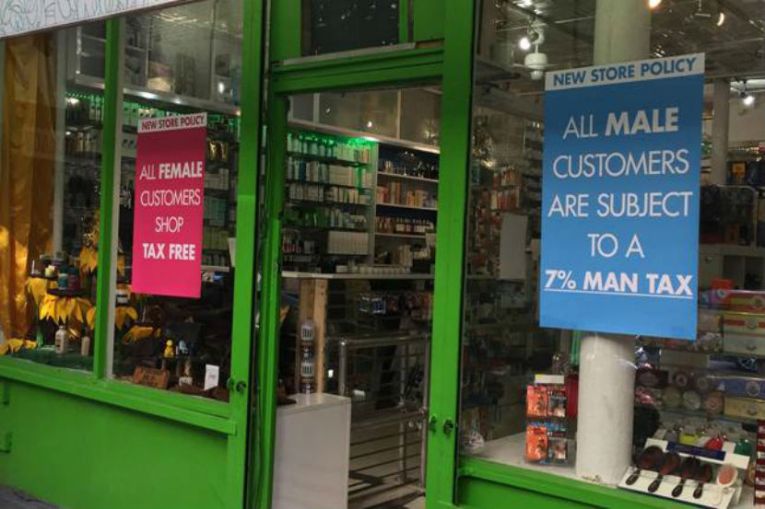 NEW STORE POLICY
ALL FEMALE
CUSTOMERS
SHOP
TAX FREE
NEW STORE POLICY
ALL MALE
CUSTOMERS
ARE SUBJECT
TO A
7% MAN TAX